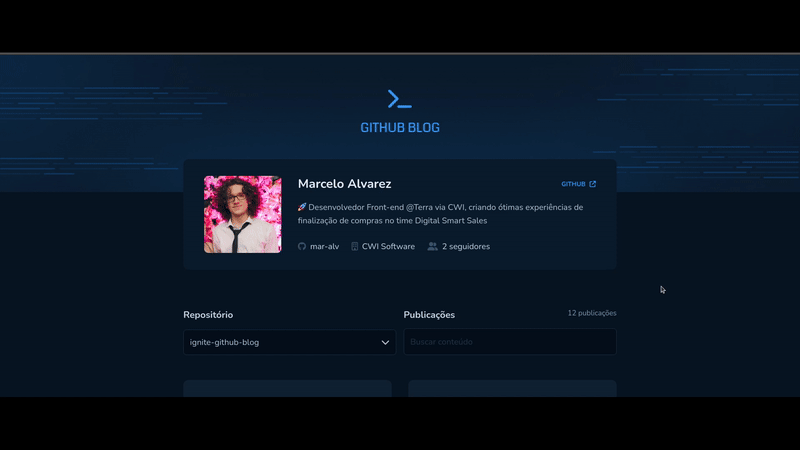 GITHUB BLOG
Marcelo Alvarez
GITHUB
🚀 Desenvolvedor Front-end @Terra via CWI, criando ótimas experiências de
finalização de compras no time Digital Smart Sales
mar-alv CWI Software 2 seguidores
Repositório
Publicações
12 publicações
ignite-github-blog
Buscar conteúdo